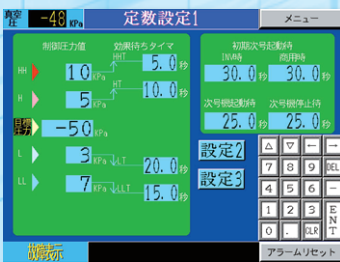 真空圧 -48 KPa 定数設定1 メニュー
制御圧力値 効果待ちタイマ
HHT
HH 10 KPa 5.0 秒
HT
H 5 KPa 10.0 秒
目標圧力 -50 KPa
L 3 KPa LT 20.0 秒
LL 7 KPa LLT 15.0 秒
初期次号起動時
INV時 商用時
30.0 秒 30.0 秒
次号機起動時 次号機停止時
25.0 秒 25.0 秒
設定2
設定3
△ ▽ ← →
7 8 9 DEL
4 5 6 -
1 2 3 ENT
0 . CLR
故障表示 アラームリセット